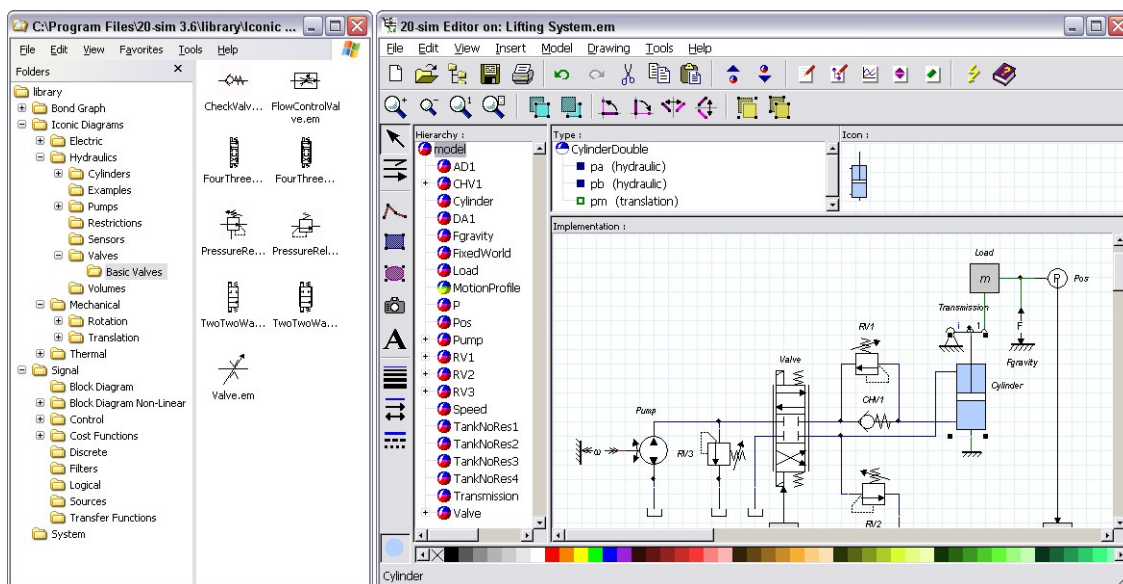 C:\Program Files\20-sim 3.6\library\Iconic ...
File Edit View Favorites Tools Help
Folders
library
Bond Graph
Iconic Diagrams
Electric
Hydraulics
Cylinders
Examples
Pumps
Restrictions
Sensors
Valves
Basic Valves
Volumes
Mechanical
Rotation
Translation
Thermal
Signal
Block Diagram
Block Diagram Non-Linear
Control
Cost Functions
Discrete
Filters
Logical
Sources
Transfer Functions
System
CheckValv...
FlowControlVal
ve.em
FourThree...
FourThree...
PressureRe...
PressureRel...
TwoTwoWa...
TwoTwoWa...
Valve.em
20-sim Editor on: Lifting System.em
File Edit View Insert Model Drawing Tools Help
A
Hierarchy :
model
AD1
CHV1
Cylinder
DA1
Fgravity
FixedWorld
Load
MotionProfile
P
Pos
Pump
RV1
RV2
RV3
Speed
TankNoRes1
TankNoRes2
TankNoRes3
TankNoRes4
Transmission
Valve
Type :
CylinderDouble
pa (hydraulic)
pb (hydraulic)
pm (translation)
Icon :
Implementation :
Load
m
P
Pos
Transmission
i
1
F
Fgravity
RV1
Valve
Cylinder
CHV1
Pump
ω
RV3
RV2
Cylinder